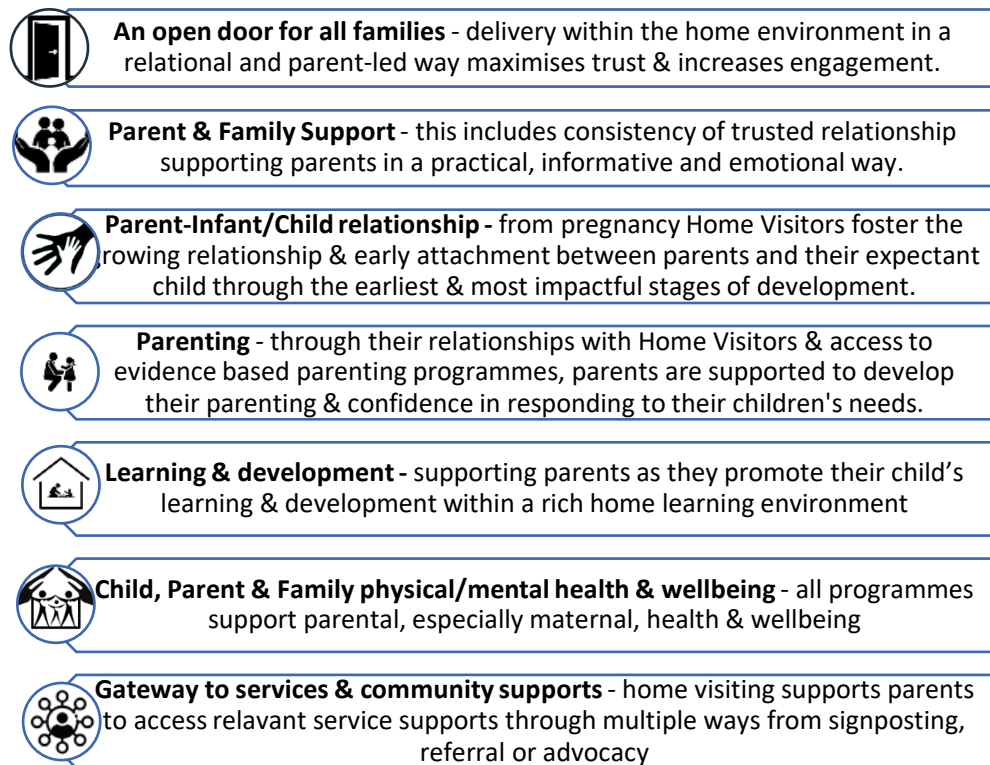 An open door for all families - delivery within the home environment in a
relational and parent-led way maximises trust & increases engagement.
Parent & Family Support - this includes consistency of trusted relationship
supporting parents in a practical, informative and emotional way.
Parent-Infant/Child relationship - from pregnancy Home Visitors foster the
growing relationship & early attachment between parents and their expectant
child through the earliest & most impactful stages of development.
Parenting - through their relationships with Home Visitors & access to
evidence based parenting programmes, parents are supported to develop
their parenting & confidence in responding to their children's needs.
Learning & development - supporting parents as they promote their child’s
learning & development within a rich home learning environment
Child, Parent & Family physical/mental health & wellbeing - all programmes
support parental, especially maternal, health & wellbeing
Gateway to services & community supports - home visiting supports parents
to access relavant service supports through multiple ways from signposting,
referral or advocacy